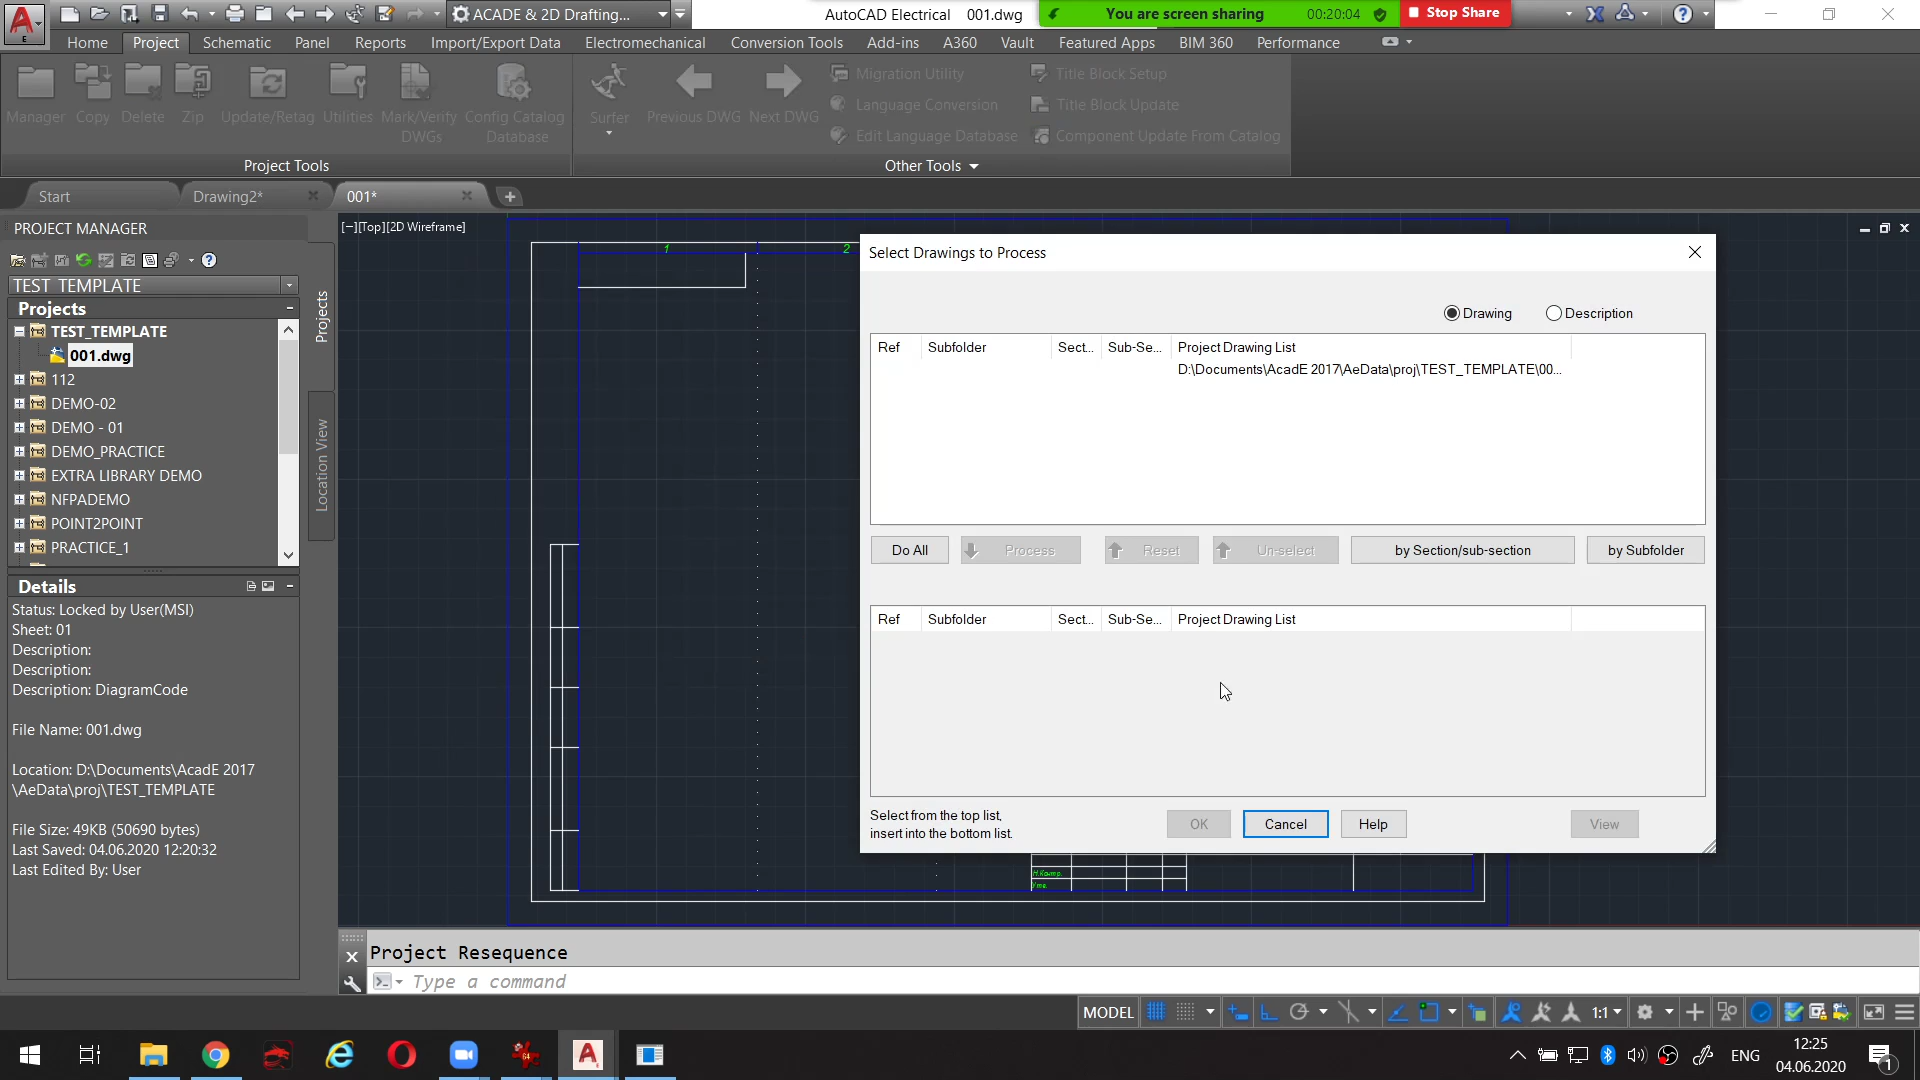 ACADE & 2D Drafting...
AutoCAD Electrical 001.dwg
You are screen sharing 00:20:04 Stop Share
Home Project Schematic Panel Reports Import/Export Data Electromechanical Conversion Tools Add-ins A360 Vault Featured Apps BIM 360 Performance
Manager Copy Delete Zip Update/Retag Utilities Mark/Verify DWGs Config Catalog Database
Surfer Previous DWG Next DWG
Migration Utility
Language Conversion
Edit Language Database
Title Block Setup
Title Block Update
Component Update From Catalog
Project Tools
Other Tools
Start Drawing2* 001*
PROJECT MANAGER
TEST_TEMPLATE
Projects
TEST_TEMPLATE
001.dwg
112
DEMO-02
DEMO - 01
DEMO_PRACTICE
EXTRA LIBRARY DEMO
NFPADEMO
POINT2POINT
PRACTICE_1
Projects
Location View
Details
Status: Locked by User(MSI)
Sheet: 01
Description:
Description:
Description: DiagramCode
File Name: 001.dwg
Location: D:\Documents\AcadE 2017
\AeData\proj\TEST_TEMPLATE
File Size: 49KB (50690 bytes)
Last Saved: 04.06.2020 12:20:32
Last Edited By: User
[−][Top][2D Wireframe]
1 2
Select Drawings to Process
Drawing Description
Ref Subfolder Sect... Sub-Se... Project Drawing List
D:\Documents\AcadE 2017\AeData\proj\TEST_TEMPLATE\00...
Do All Process Reset Un-select by Section/sub-section by Subfolder
Ref Subfolder Sect... Sub-Se... Project Drawing List
Select from the top list,
insert into the bottom list.
OK Cancel Help View
Н.Контр.
Утв.
Project Resequence
Type a command
MODEL 1:1
ENG
12:25
04.06.2020
1
64